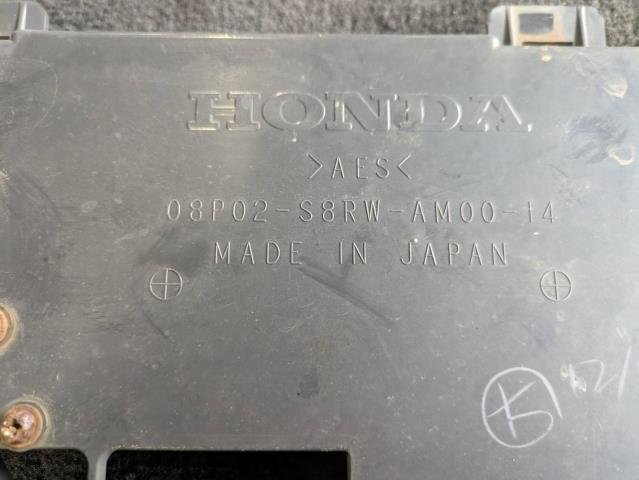 HONDA
>AES<
08P02-S8RW-AM00-14
MADE IN JAPAN